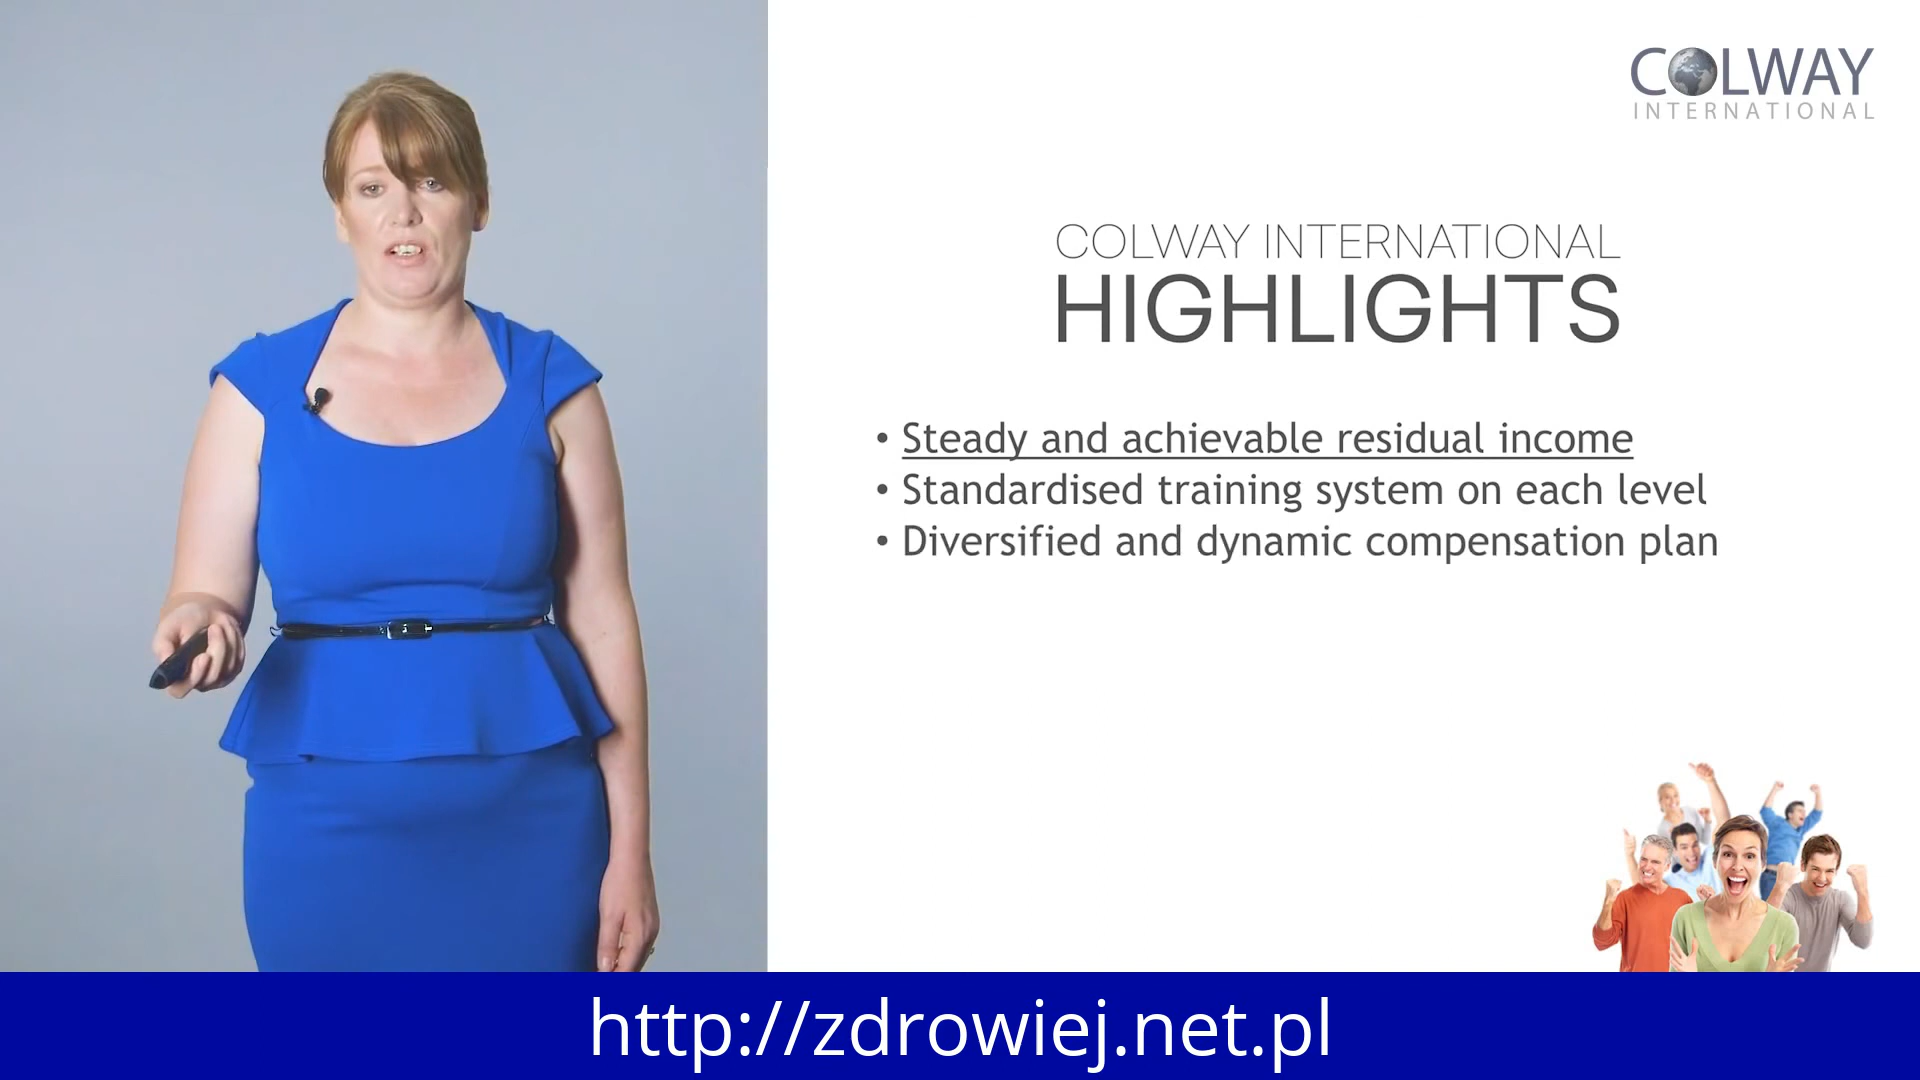 COLWAY
INTERNATIONAL
COLWAY INTERNATIONAL
HIGHLIGHTS
• Steady and achievable residual income
• Standardised training system on each level
• Diversified and dynamic compensation plan
http://zdrowiej.net.pl